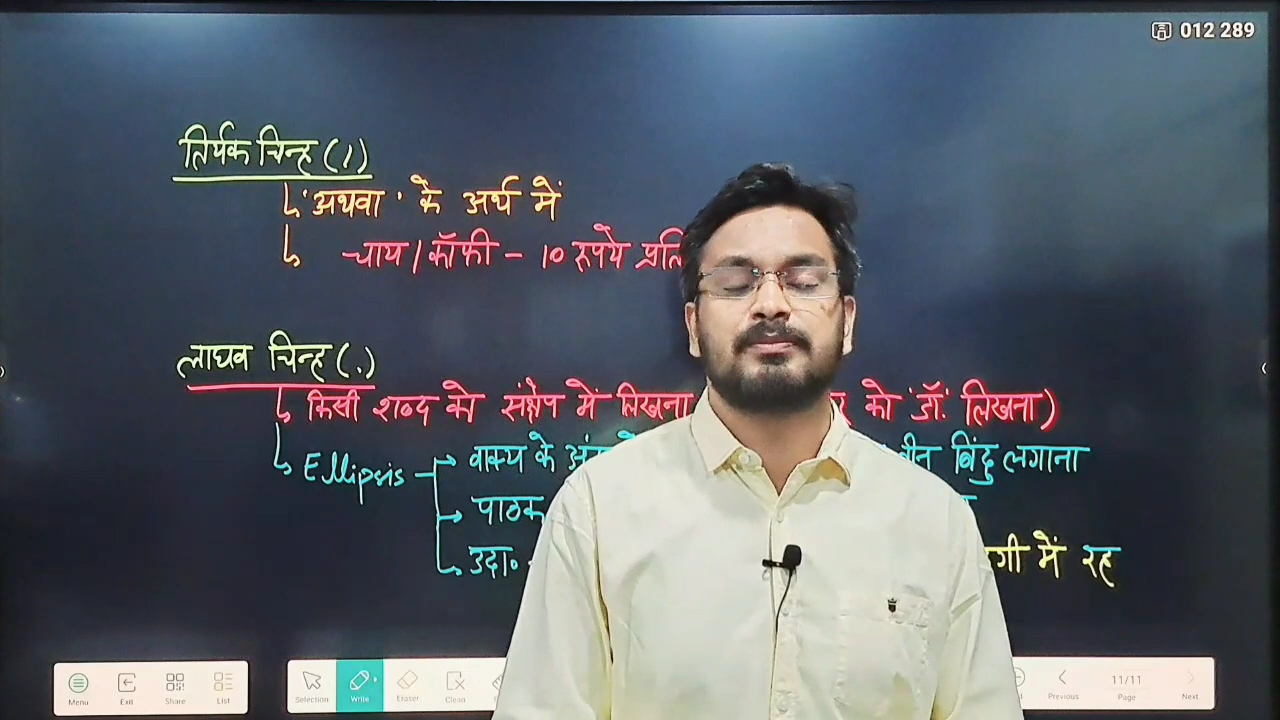 012 289
तिर्यक चिन्ह (/)
'अथवा' के अर्थ में
चाय / कॉफी - 10 रूपये
लाघव चिन्ह (.)
किसी शब्द को संक्षेप में लिखना को 'डॉ.' लिखना)
Ellipsis वाक्य के बिंदु लगाना
पाठक
उदा० में रह
Menu Exit Share List Selection Write Eraser Clean Previous 11/11 Page Next